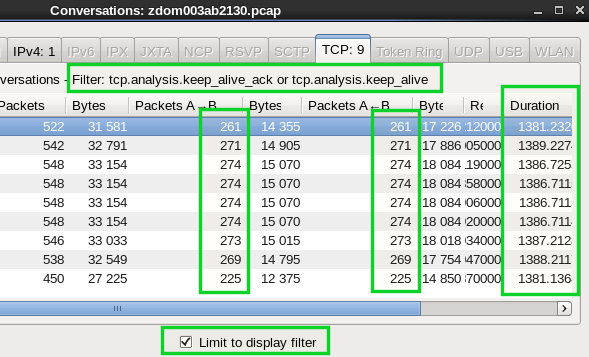 Conversations: zdom003ab2130.pcap
IPv4: 1 IPv6 IPX JXTA NCP RSVP SCTP TCP: 9 Token Ring UDP USB WLAN
versations - Filter: tcp.analysis.keep_alive_ack or tcp.analysis.keep_alive
Packets Bytes Packets A→B Bytes Packets A←B Byte Re Duration
522 31 581 261 14 355 261 17 226 :12000 1381.232
542 32 791 271 14 905 271 17 886 005000 1389.227
548 33 154 274 15 070 274 18 084 .19000 1386.725
548 33 154 274 15 070 274 18 084 58000 1386.711
548 33 154 274 15 070 274 18 084 06000 1386.711
548 33 154 274 15 070 274 18 084 02000 1386.711
546 33 033 273 15 015 273 18 018 034000 1387.212
538 32 549 269 14 795 269 17 754 047000 1388.211
450 27 225 225 12 375 225 14 850 070000 1381.136
Limit to display filter